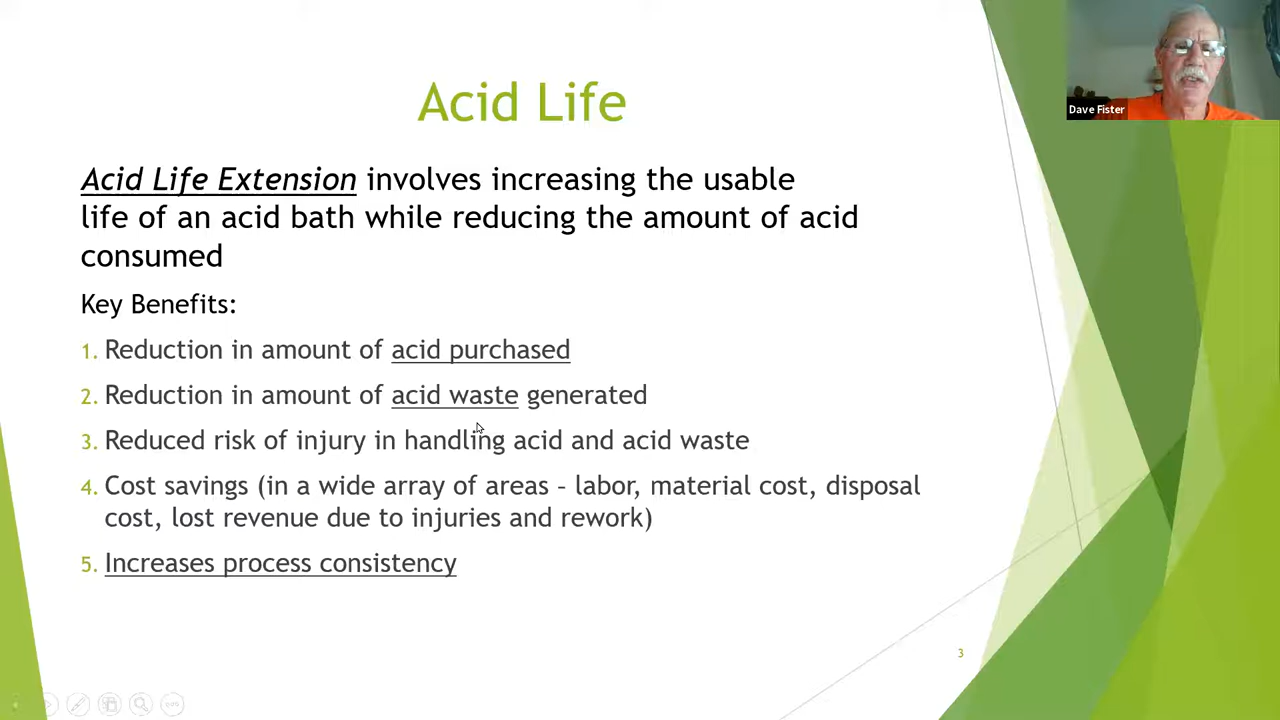 Acid Life
Dave Fister
Acid Life Extension involves increasing the usable
life of an acid bath while reducing the amount of acid
consumed
Key Benefits:
1. Reduction in amount of acid purchased
2. Reduction in amount of acid waste generated
3. Reduced risk of injury in handling acid and acid waste
4. Cost savings (in a wide array of areas – labor, material cost, disposal
cost, lost revenue due to injuries and rework)
5. Increases process consistency
3